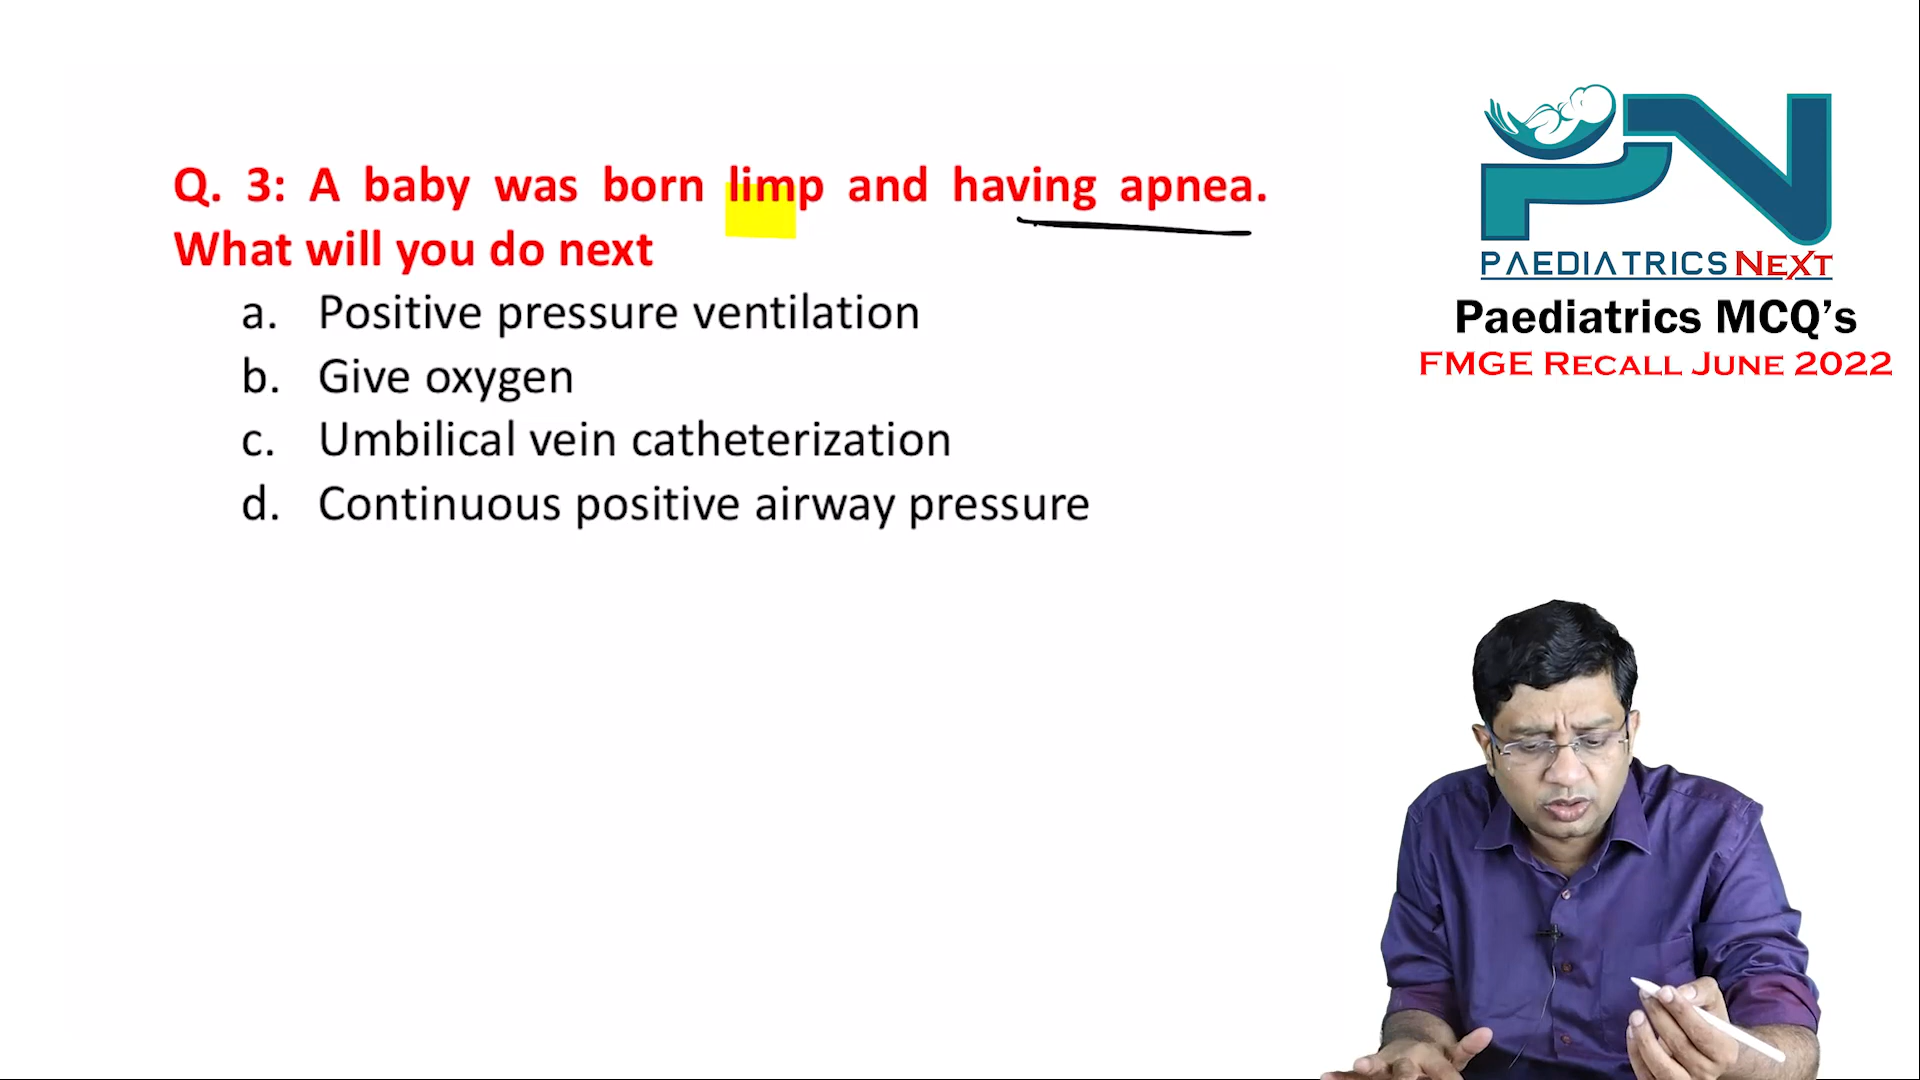 Q. 3: A baby was born limp and having apnea.
What will you do next
a. Positive pressure ventilation
b. Give oxygen
c. Umbilical vein catheterization
d. Continuous positive airway pressure
PN
PAEDIATRICS NEXT
Paediatrics MCQ's
FMGE RECALL JUNE 2022